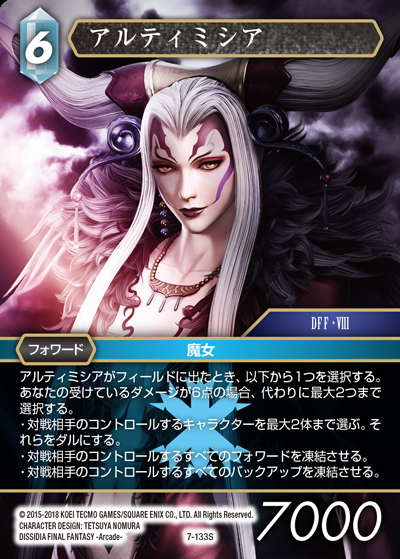 6
アルティミシア
DFF・VIII
フォワード
魔女
アルティミシアがフィールドに出たとき、以下から1つを選択する。
あなたの受けているダメージが6点の場合、代わりに最大2つまで
選択する。
・対戦相手のコントロールするキャラクターを最大2体まで選ぶ。そ
れらをダルにする。
・対戦相手のコントロールするすべてのフォワードを凍結させる。
・対戦相手のコントロールするすべてのバックアップを凍結させる。
© 2015-2018 KOEI TECMO GAMES/SQUARE ENIX CO., LTD. All Rights Reserved.
CHARACTER DESIGN: TETSUYA NOMURA
DISSIDIA FINAL FANTASY -Arcade-
7-133S
7000